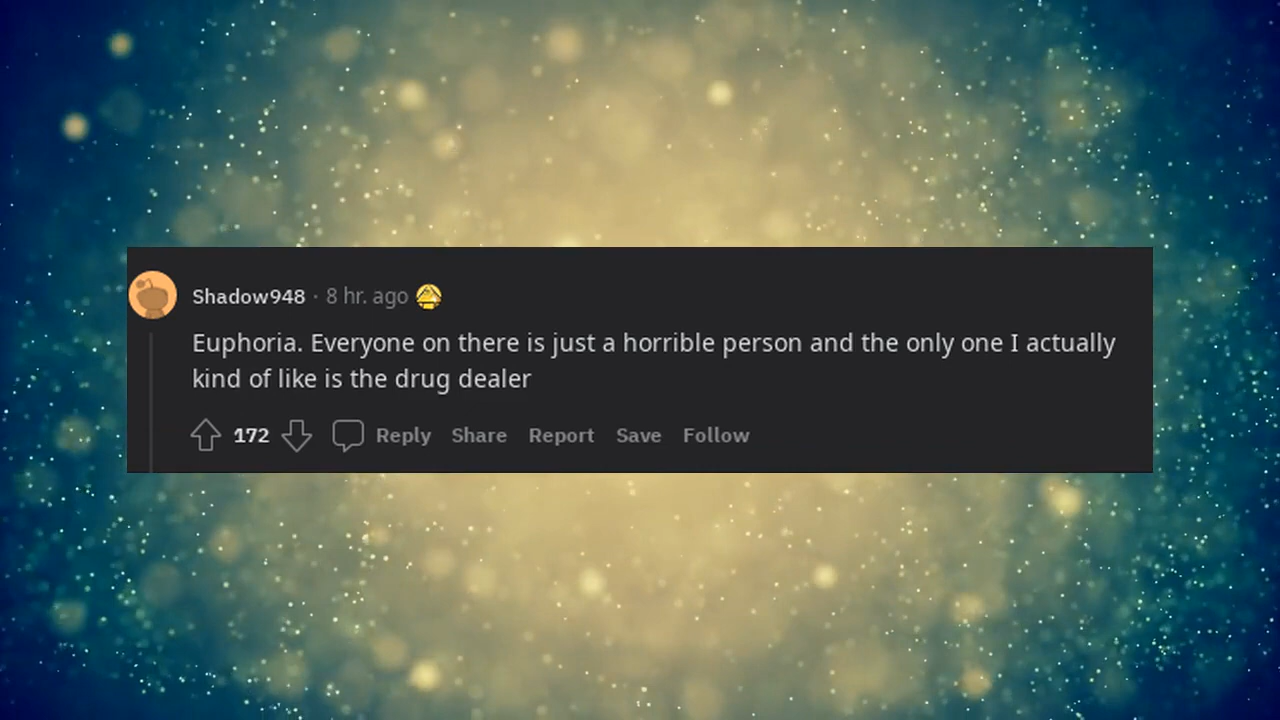 Shadow948 · 8 hr. ago
Euphoria. Everyone on there is just a horrible person and the only one I actually
kind of like is the drug dealer
172 Reply Share Report Save Follow